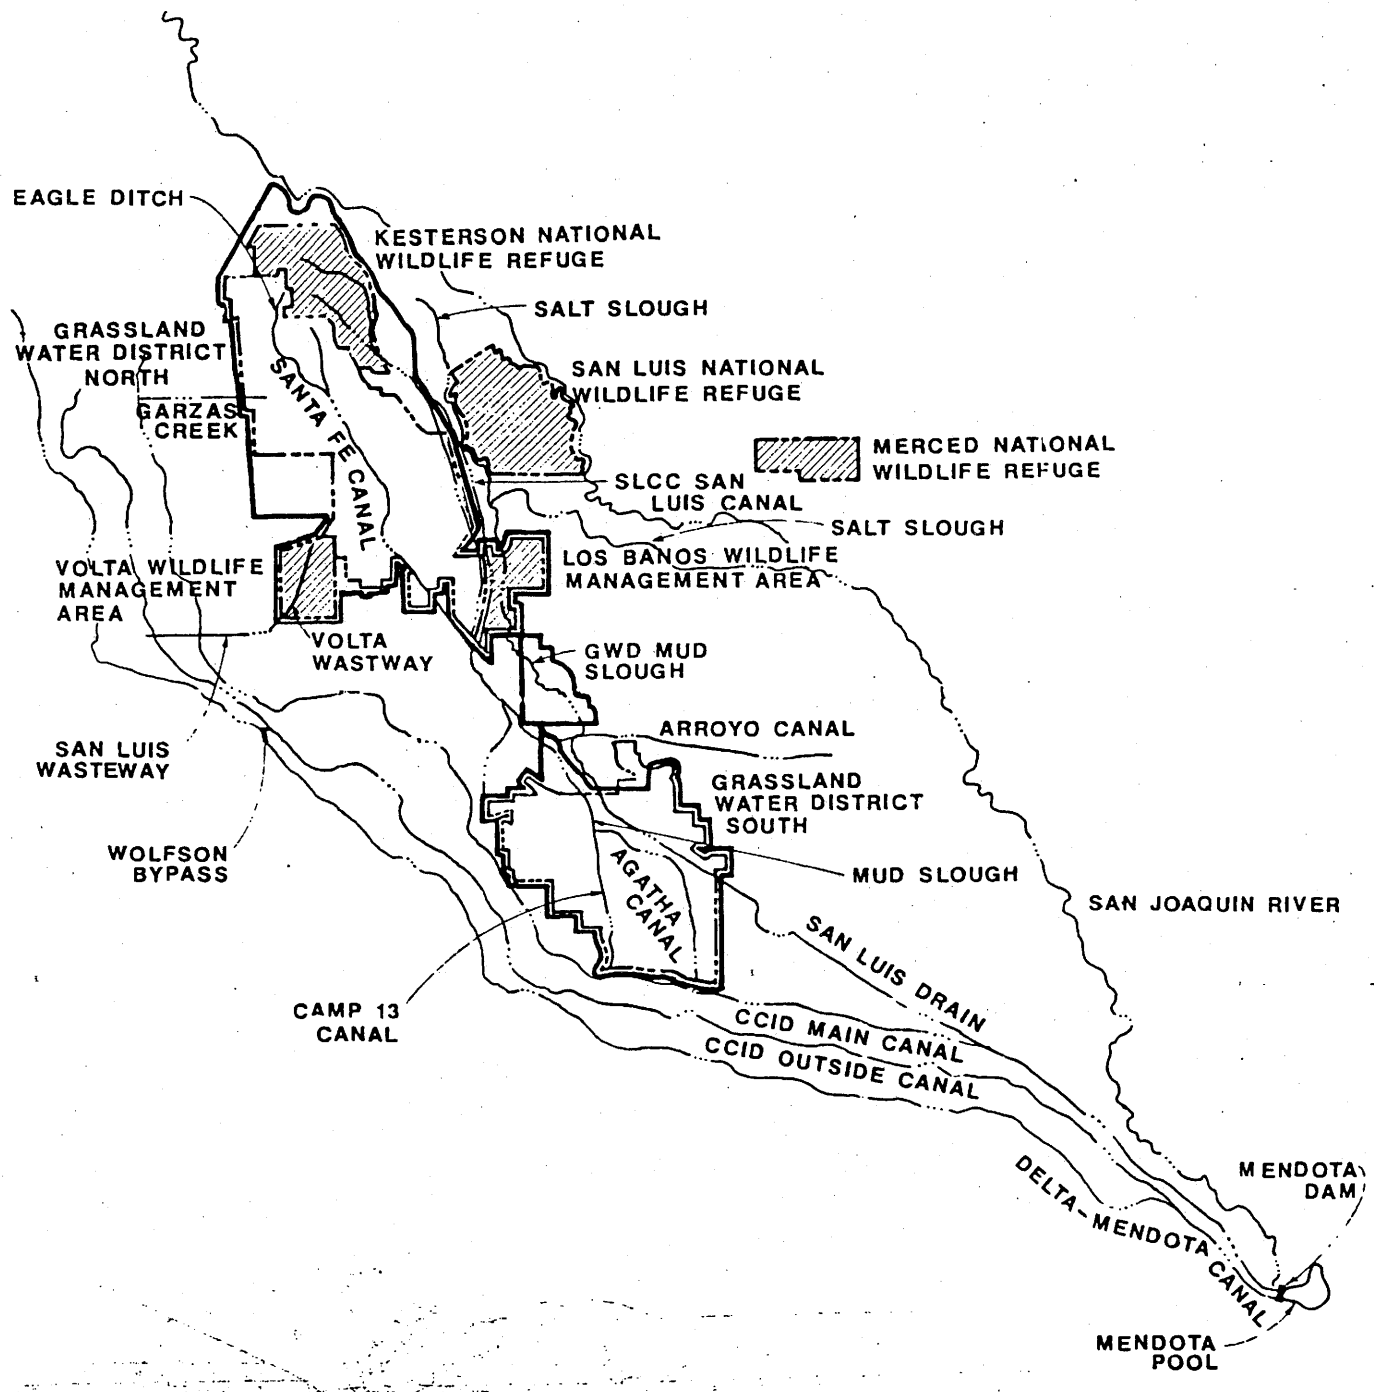 EAGLE DITCH
KESTERSON NATIONAL
WILDLIFE REFUGE
SALT SLOUGH
GRASSLAND
WATER DISTRICT
NORTH
SAN LUIS NATIONAL
WILDLIFE REFUGE
GARZAS
CREEK
SANTA FE CANAL
MERCED NATIONAL
WILDLIFE REFUGE
SLCC SAN
LUIS CANAL
SALT SLOUGH
VOLTA WILDLIFE
MANAGEMENT
AREA
LOS BANOS WILDLIFE
MANAGEMENT AREA
VOLTA
WASTWAY
GWD MUD
SLOUGH
SAN LUIS
WASTEWAY
ARROYO CANAL
GRASSLAND
WATER DISTRICT
SOUTH
WOLFSON
BYPASS
AGATHA
CANAL
MUD SLOUGH
SAN JOAQUIN RIVER
SAN LUIS DRAIN
CAMP 13
CANAL
CCID MAIN CANAL
CCID OUTSIDE CANAL
DELTA-MENDOTA CANAL
MENDOTA
DAM
MENDOTA
POOL